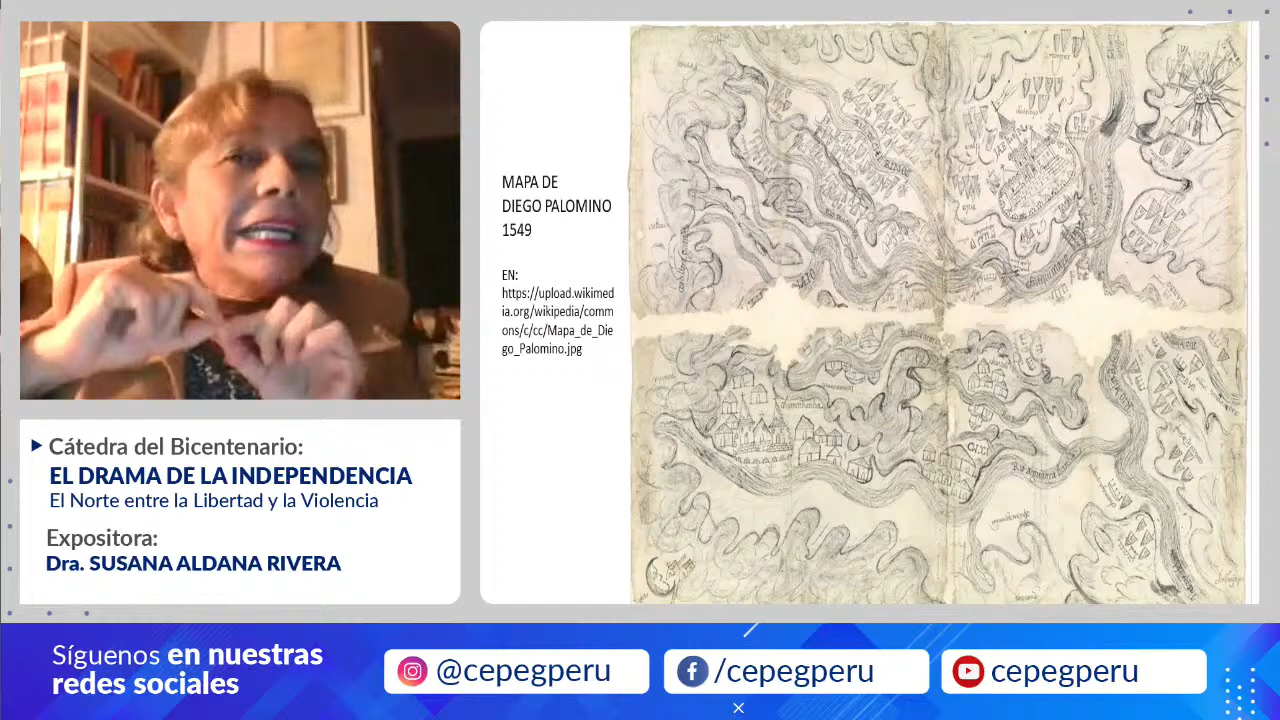 MAPA DE
DIEGO PALOMINO
1549
EN:
https://upload.wikimed
ia.org/wikipedia/comm
ons/c/cc/Mapa_de_Die
go_Palomino.jpg
Cátedra del Bicentenario:
EL DRAMA DE LA INDEPENDENCIA
El Norte entre la Libertad y la Violencia
Expositora:
Dra. SUSANA ALDANA RIVERA
Síguenos en nuestras
redes sociales
@cepegperu
/cepegperu
cepegperu